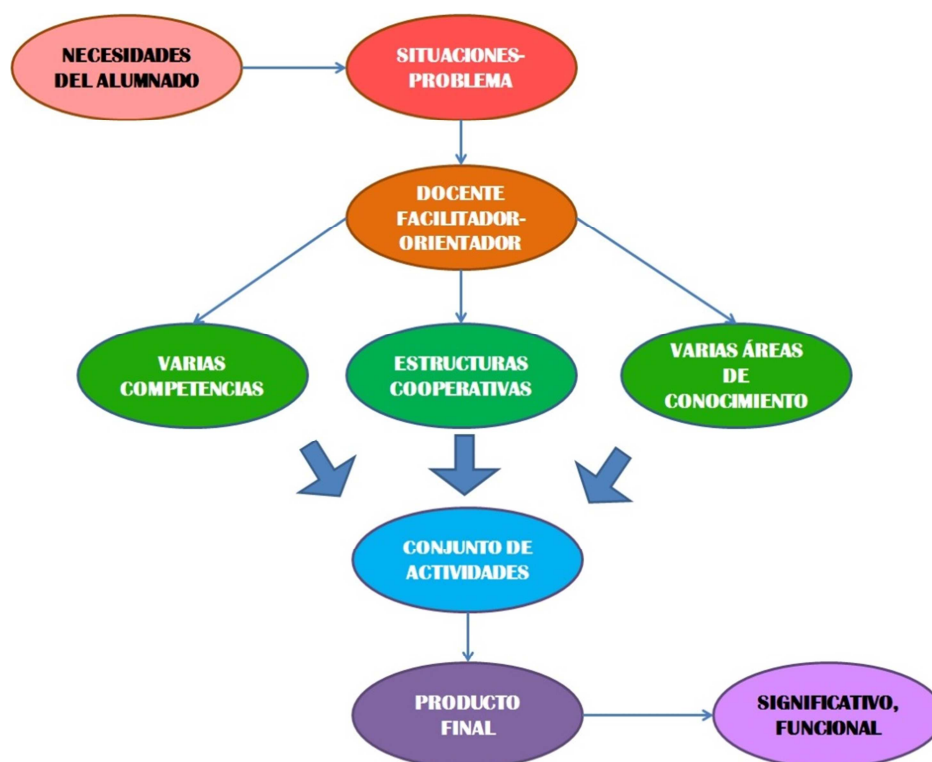 NECESIDADES
DEL ALUMNADO
SITUACIONES-
PROBLEMA
DOCENTE
FACILITADOR-
ORIENTADOR
VARIAS
COMPETENCIAS
ESTRUCTURAS
COOPERATIVAS
VARIAS ÁREAS
DE
CONOCIMIENTO
CONJUNTO DE
ACTIVIDADES
PRODUCTO
FINAL
SIGNIFICATIVO,
FUNCIONAL